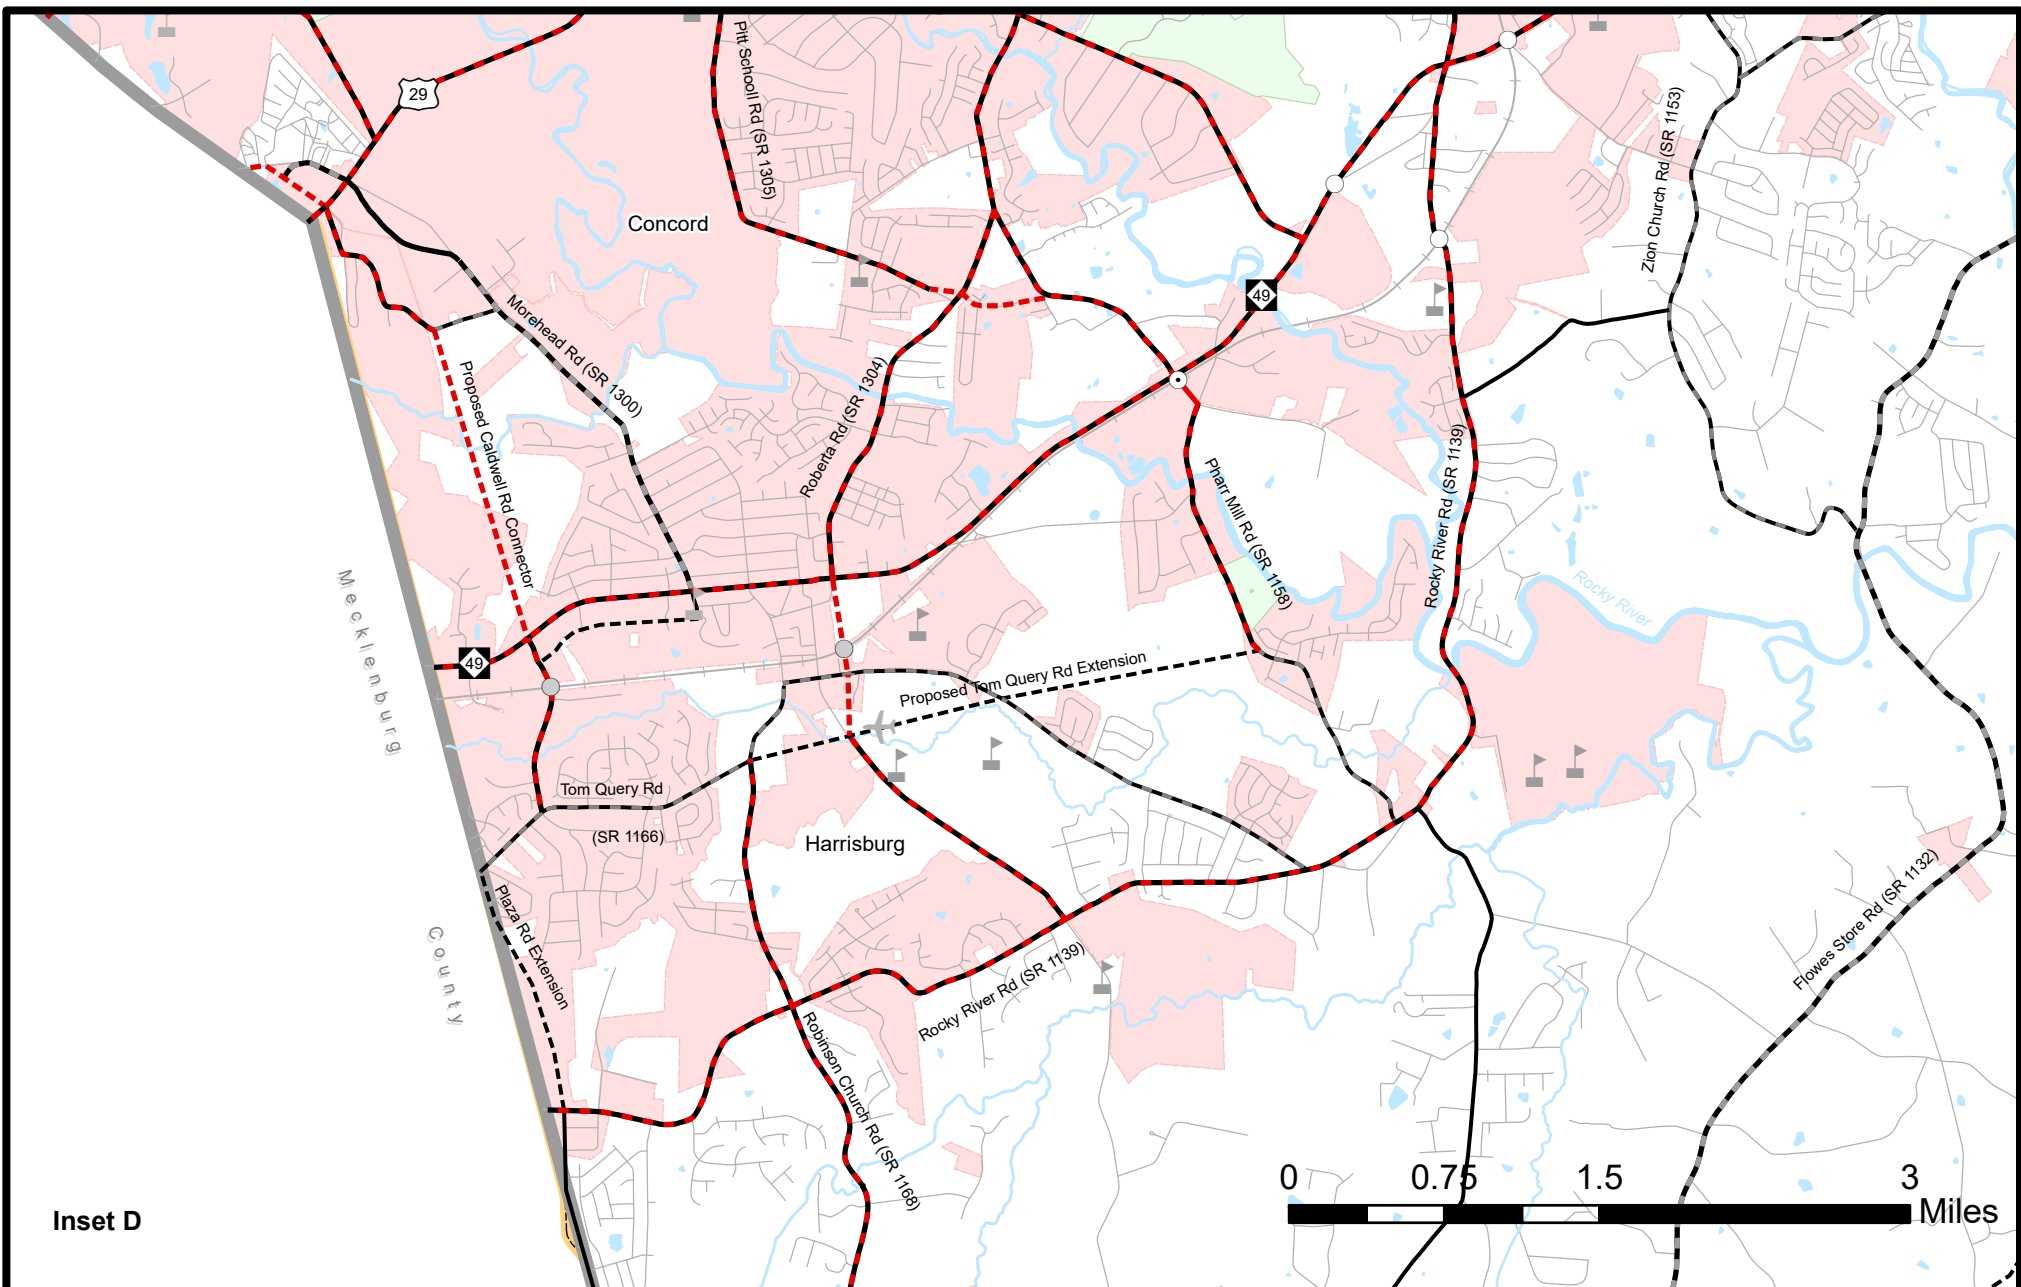 29
Pitt Schooll Rd (SR 1305)
Zion Church Rd (SR 1153)
Concord
49
Morehead Rd (SR 1300)
Proposed Caldwell Rd Connector
Roberta Rd (SR 1304)
Pharr Mill Rd (SR 1158)
Rocky River Rd (SR 1139)
Rocky River
Mecklenburg
County
49
Proposed Tom Query Rd Extension
Tom Query Rd
(SR 1166)
Harrisburg
Plaza Rd Extension
Rocky River Rd (SR 1139)
Robinson Church Rd (SR 1168)
Flowes Store Rd (SR 1132)
0 0.75 1.5 3
Miles
Inset D